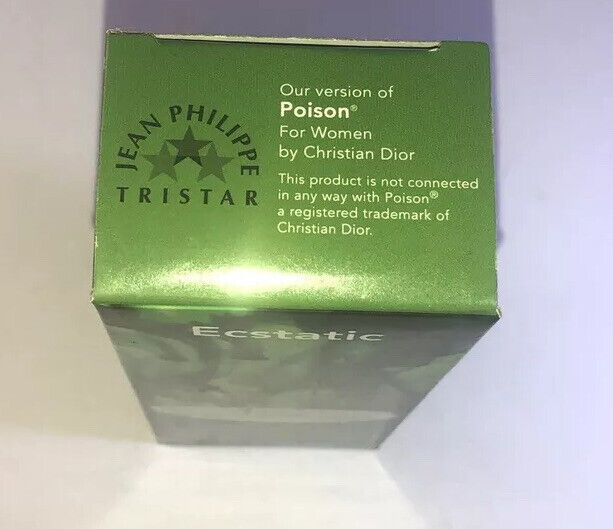 JEAN PHILIPPE
TRISTAR
Our version of
Poison®
For Women
by Christian Dior
This product is not connected
in any way with Poison®
a registered trademark of
Christian Dior.
Ecstatic